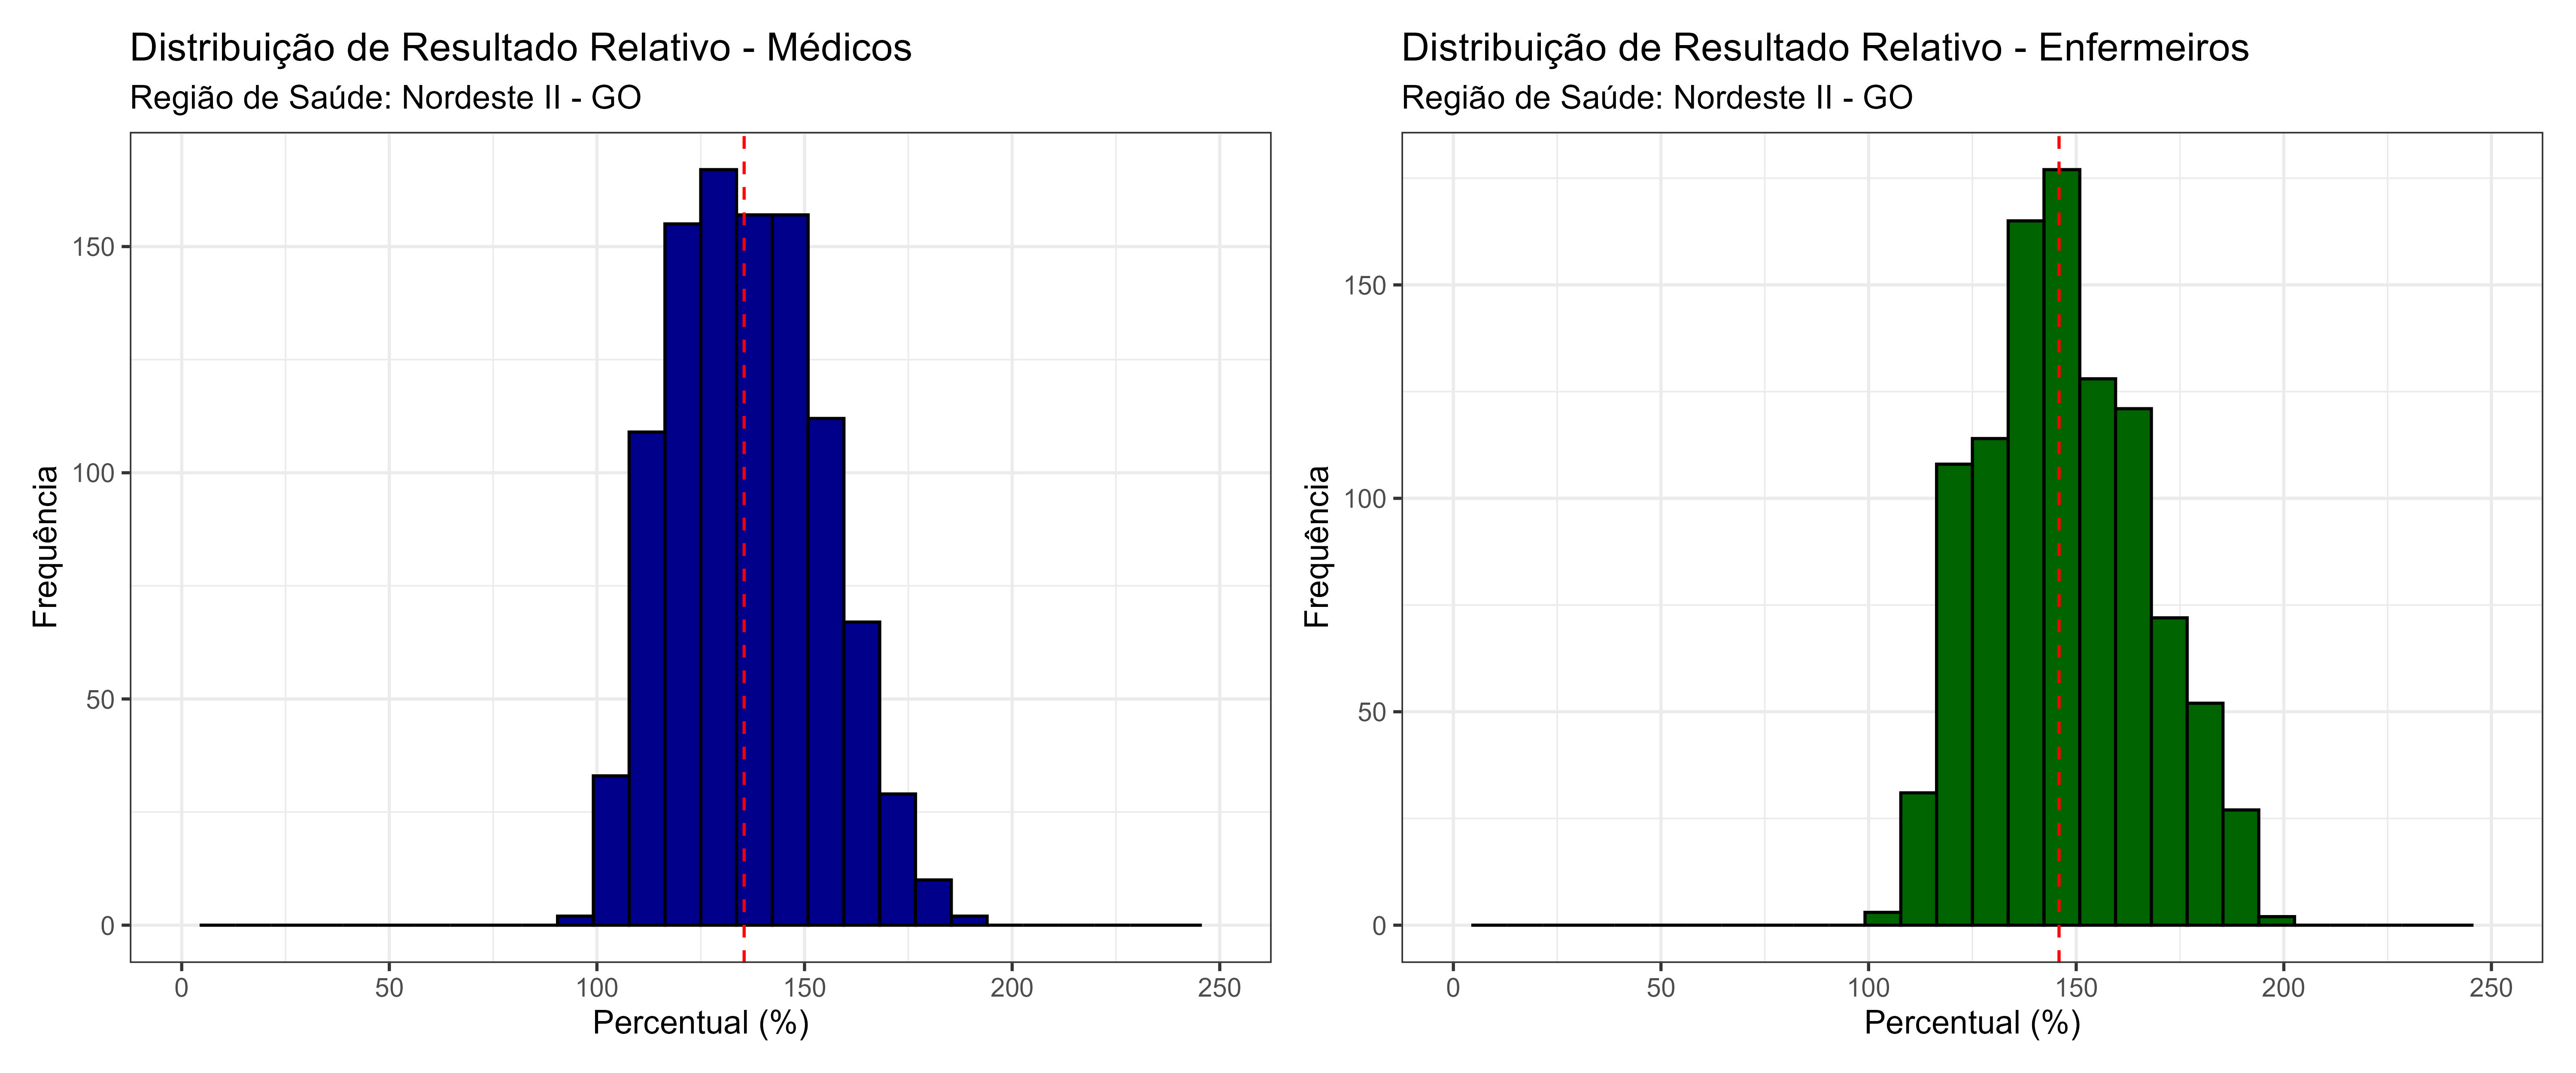 Distribuição de Resultado Relativo - Médicos
Região de Saúde: Nordeste II - GO
Frequência
150
100
50
0
0 50 100 150 200 250
Percentual (%)
Distribuição de Resultado Relativo - Enfermeiros
Região de Saúde: Nordeste II - GO
Frequência
150
100
50
0
0 50 100 150 200 250
Percentual (%)